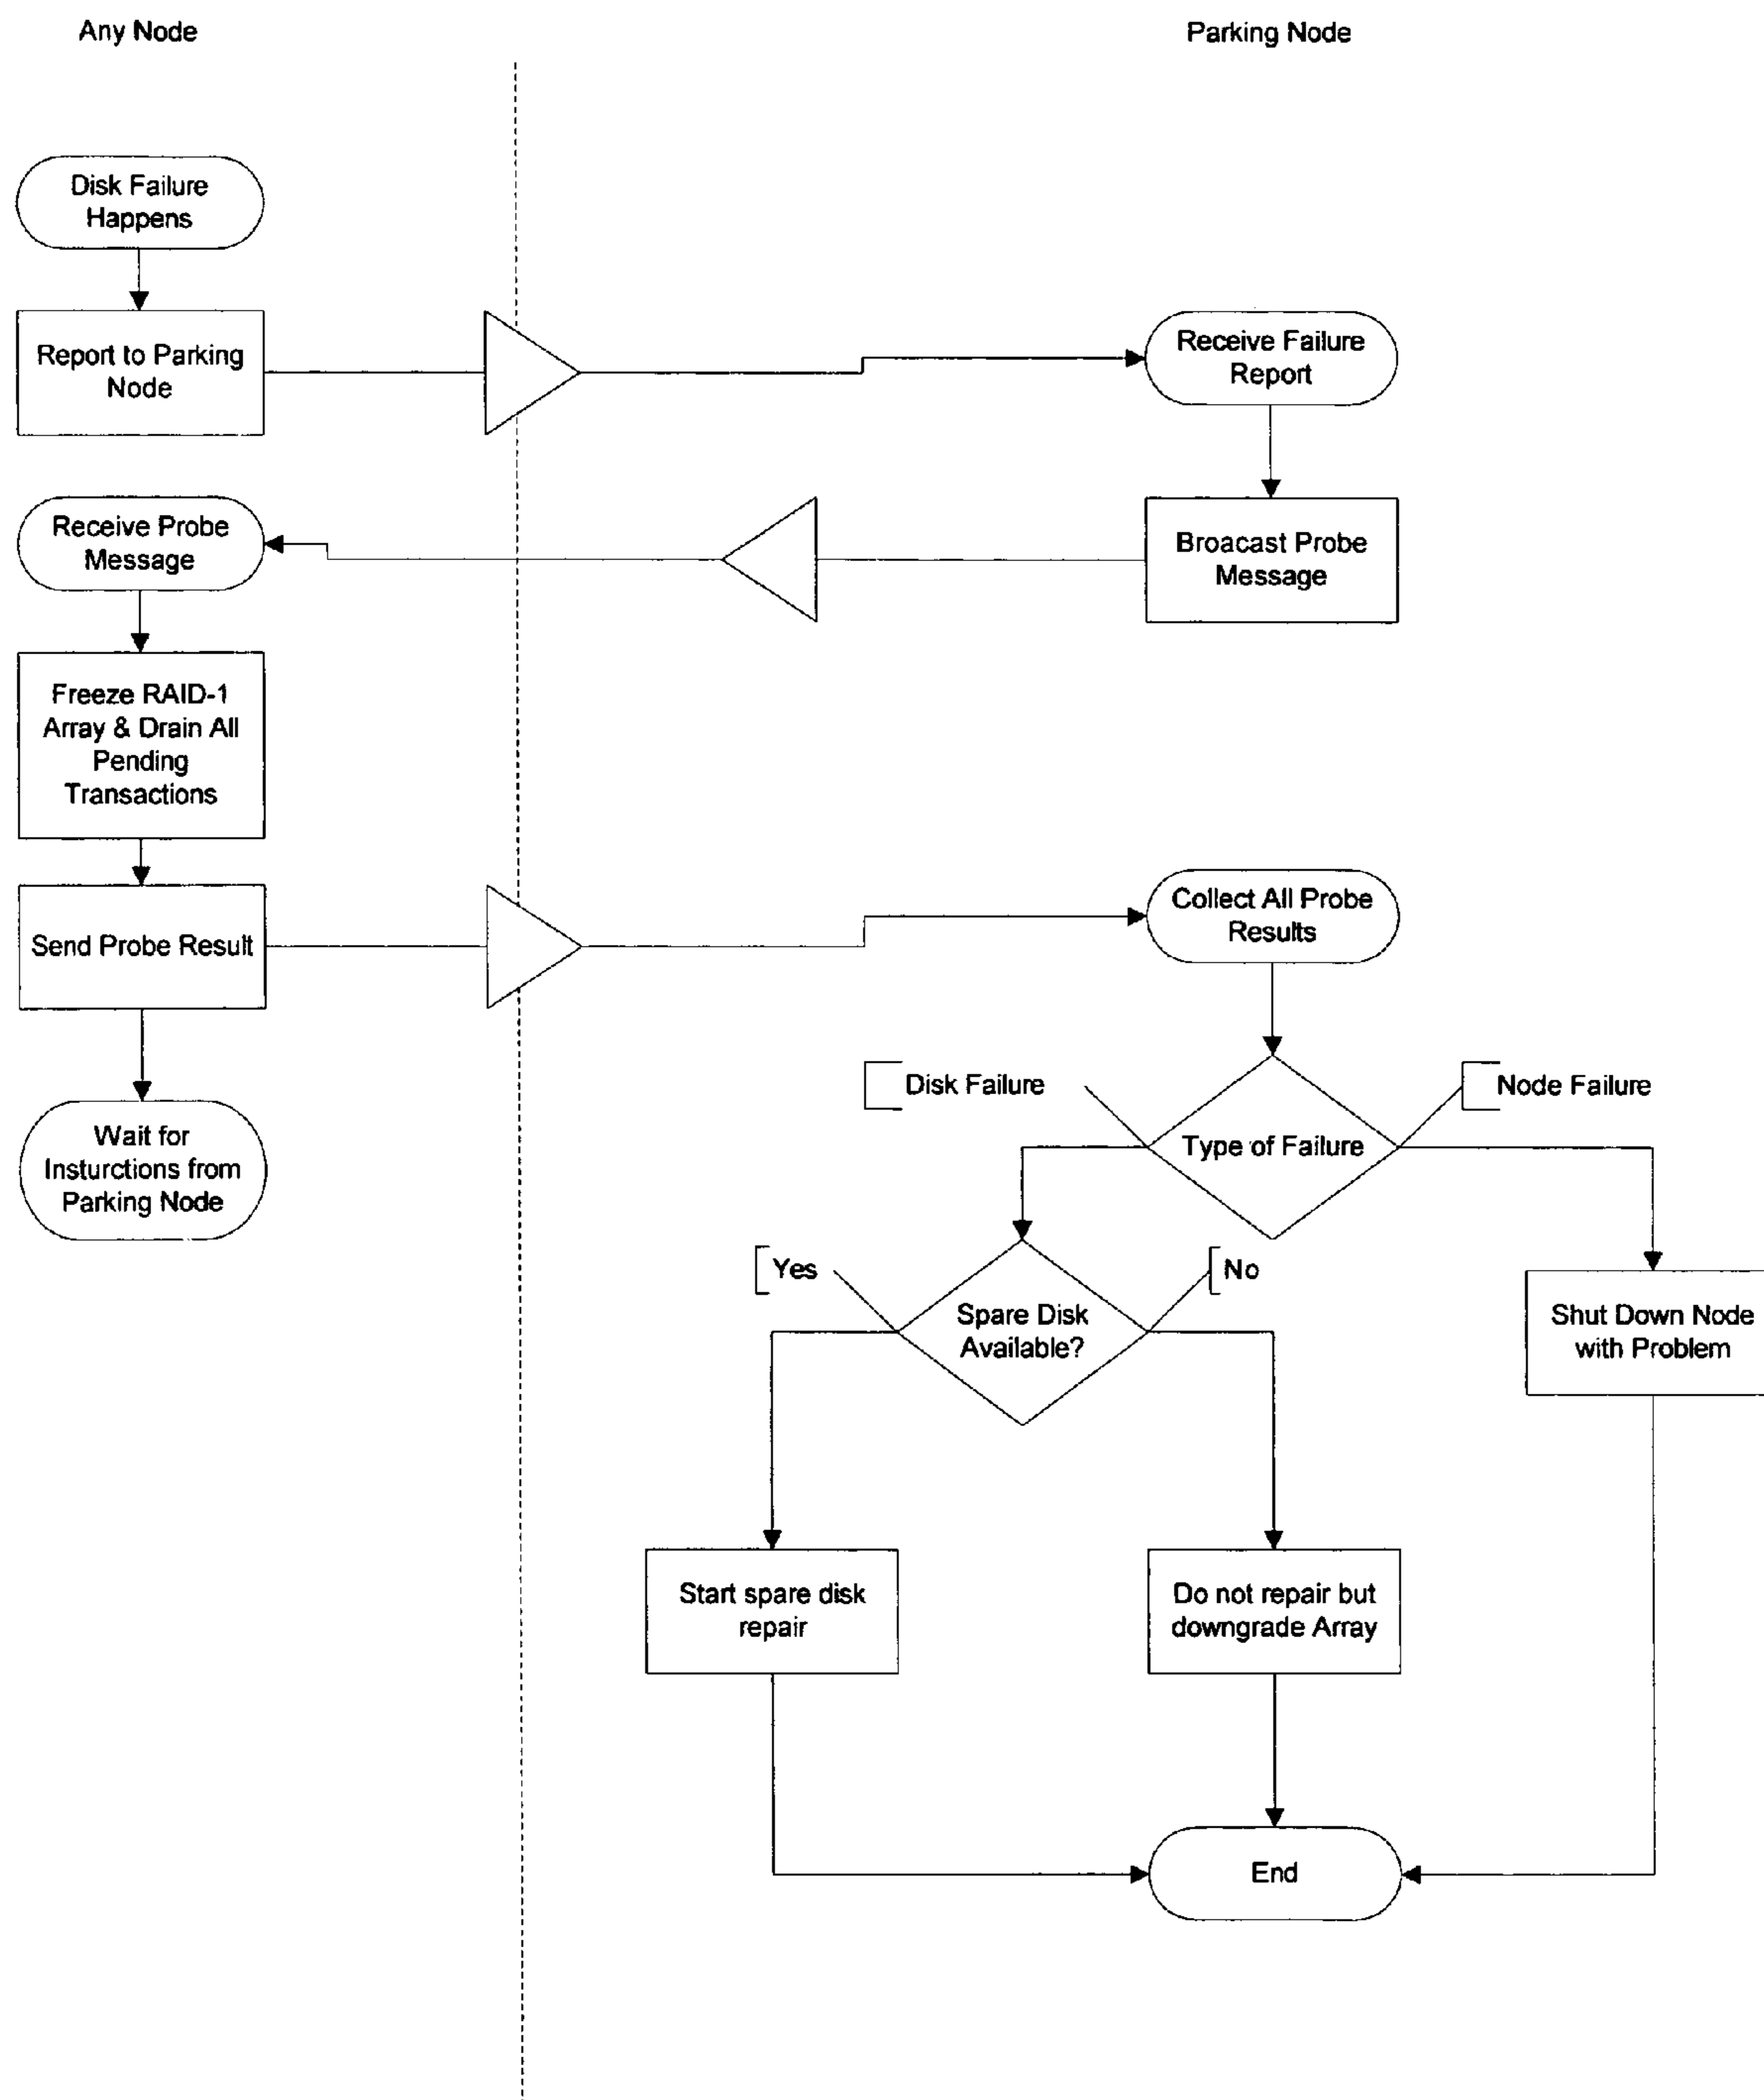 Any Node
Parking Node
Disk Failure
Happens
Report to Parking
Node
Receive Failure
Report
Receive Probe
Message
Broacast Probe
Message
Freeze RAID-1
Array & Drain All
Pending
Transactions
Send Probe Result
Collect All Probe
Results
Wait for
Insturctions from
Parking Node
Disk Failure
Node Failure
Type of Failure
Yes
No
Spare Disk
Available?
Shut Down Node
with Problem
Start spare disk
repair
Do not repair but
downgrade Array
End